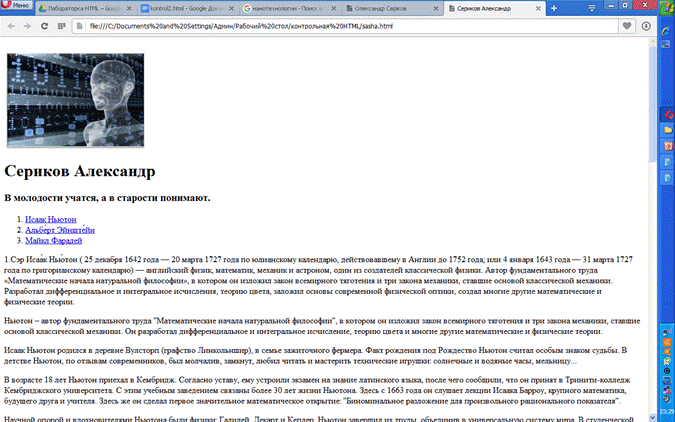 Меню
Лабораторка HTML – Google
kontrol2.html - Google Доку
нанотехнологии - Поиск в
Олександр Серіков
Сериков Александр
file:///C:/Documents%20and%20Settings/Админ/Рабочий%20стол/контрольная%20HTML/sasha.html
Сериков Александр
В молодости учатся, а в старости понимают.
1. Исаак Ньютон
2. Альбе́рт Эйнште́йн
3. Майкл Фарадей
1.Сэр Исаа́к Нью́тон ( 25 декабря 1642 года — 20 марта 1727 года по юлианскому календарю, действовавшему в Англии до 1752 года; или 4 января 1643 года — 31 марта 1727
года по григорианскому календарю) — английский физик, математик, механик и астроном, один из создателей классической физики. Автор фундаментального труда
«Математические начала натуральной философии», в котором он изложил закон всемирного тяготения и три закона механики, ставшие основой классической механики.
Разработал дифференциальное и интегральное исчисления, теорию цвета, заложил основы современной физической оптики, создал многие другие математические и
физические теории.
Ньютон – автор фундаментального труда "Математические начала натуральной философии", в котором он изложил закон всемирного тяготения и три закона механики, ставшие
основой классической механики. Он разработал дифференциальное и интегральное исчисление, теорию цвета и многие другие математические и физические теории.
Исаак Ньютон родился в деревне Вулсторп (графство Линкольншир), в семье зажиточного фермера. Факт рождения под Рождество Ньютон считал особым знаком судьбы. В
детстве Ньютон, по отзывам современников, был молчалив, замкнут, любил читать и мастерить технические игрушки: солнечные и водяные часы, мельницу...
В возрасте 18 лет Ньютон приехал в Кембридж. Согласно уставу, ему устроили экзамен на знание латинского языка, после чего сообщили, что он принят в Тринити-колледж
Кембриджского университета. С этим учебным заведением связаны более 30 лет жизни Ньютона. Здесь с 1663 года он слушает лекции Исаака Барроу, крупного математика,
будущего друга и учителя. Здесь же он сделал первое значительное математическое открытие: "Биноминальное разложение для произвольного рационального показателя".
Научной опорой и вдохновителями Ньютона были физики: Галилей, Декарт и Кеплер. Ньютон завершил их труды, объединив в универсальную систему мира. В студенческой
23:29